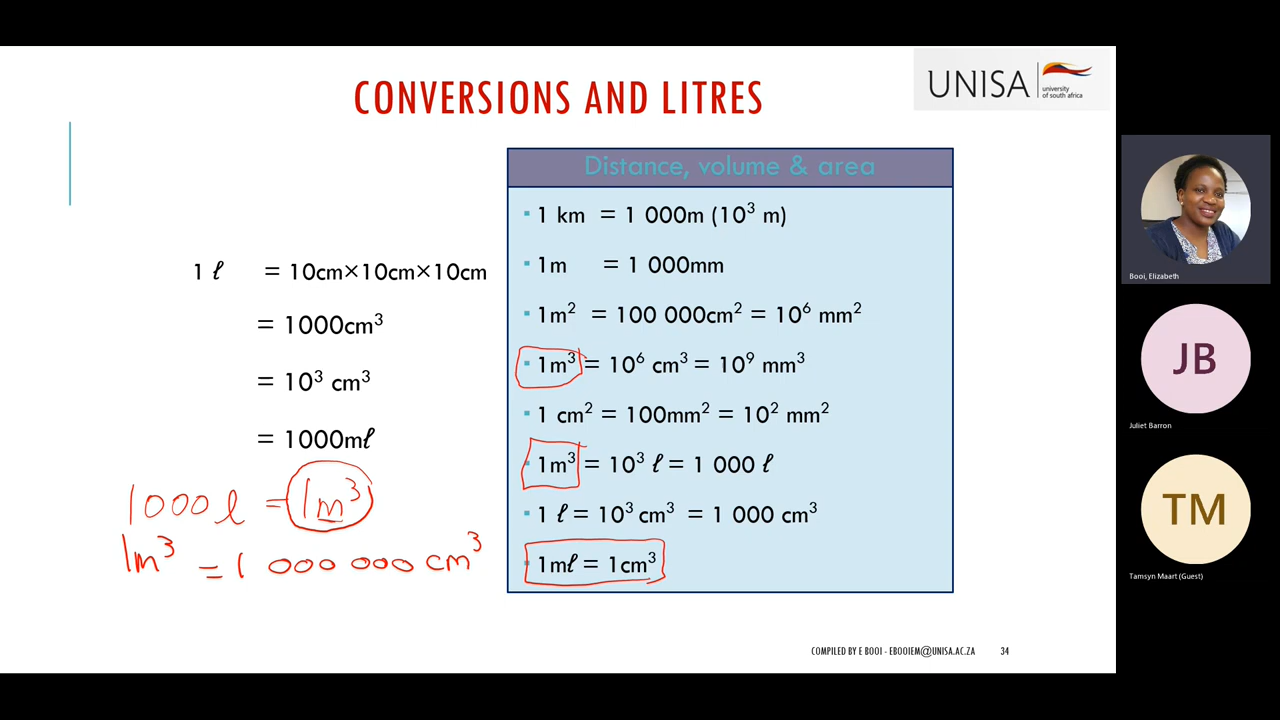 CONVERSIONS AND LITRES
UNISA
university
of south africa
1 ℓ = 10cm×10cm×10cm
= 1000cm³
= 10³ cm³
= 1000mℓ
1000 l = 1m³
1m³ = 1 000 000 cm³
Distance, volume & area
▪ 1 km = 1 000m (10³ m)
▪ 1m = 1 000mm
▪ 1m² = 100 000cm² = 10⁶ mm²
▪ 1m³ = 10⁶ cm³ = 10⁹ mm³
▪ 1 cm² = 100mm² = 10² mm²
▪ 1m³ = 10³ ℓ = 1 000 ℓ
▪ 1 ℓ = 10³ cm³ = 1 000 cm³
▪ 1mℓ = 1cm³
COMPILED BY E BOOI - EBOOIEM@UNISA.AC.ZA 34
Booi, Elizabeth
JB
Juliet Barron
TM
Tamsyn Maart (Guest)